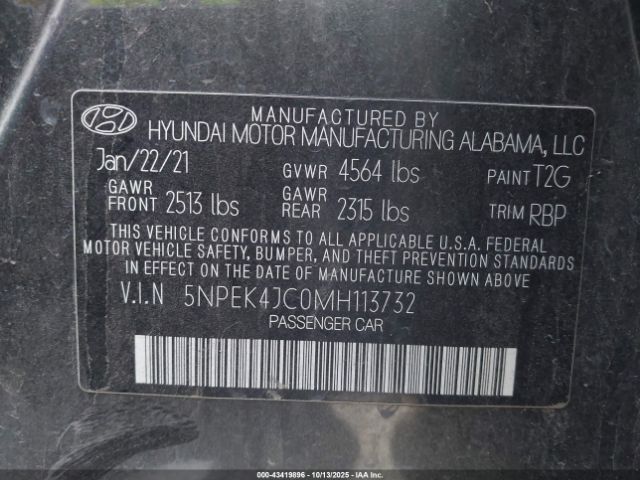 MANUFACTURED BY
HYUNDAI MOTOR MANUFACTURING ALABAMA, LLC
Jan/22/21 GVWR 4564 lbs PAINT T2G
GAWR FRONT 2513 lbs GAWR REAR 2315 lbs TRIM RBP
THIS VEHICLE CONFORMS TO ALL APPLICABLE U.S.A. FEDERAL
MOTOR VEHICLE SAFETY, BUMPER, AND THEFT PREVENTION STANDARDS
IN EFFECT ON THE DATE OF MANUFACTURE SHOWN ABOVE.
V.I.N 5NPEK4JC0MH113732
PASSENGER CAR
000-43419896 - 10/13/2025 - IAA Inc.